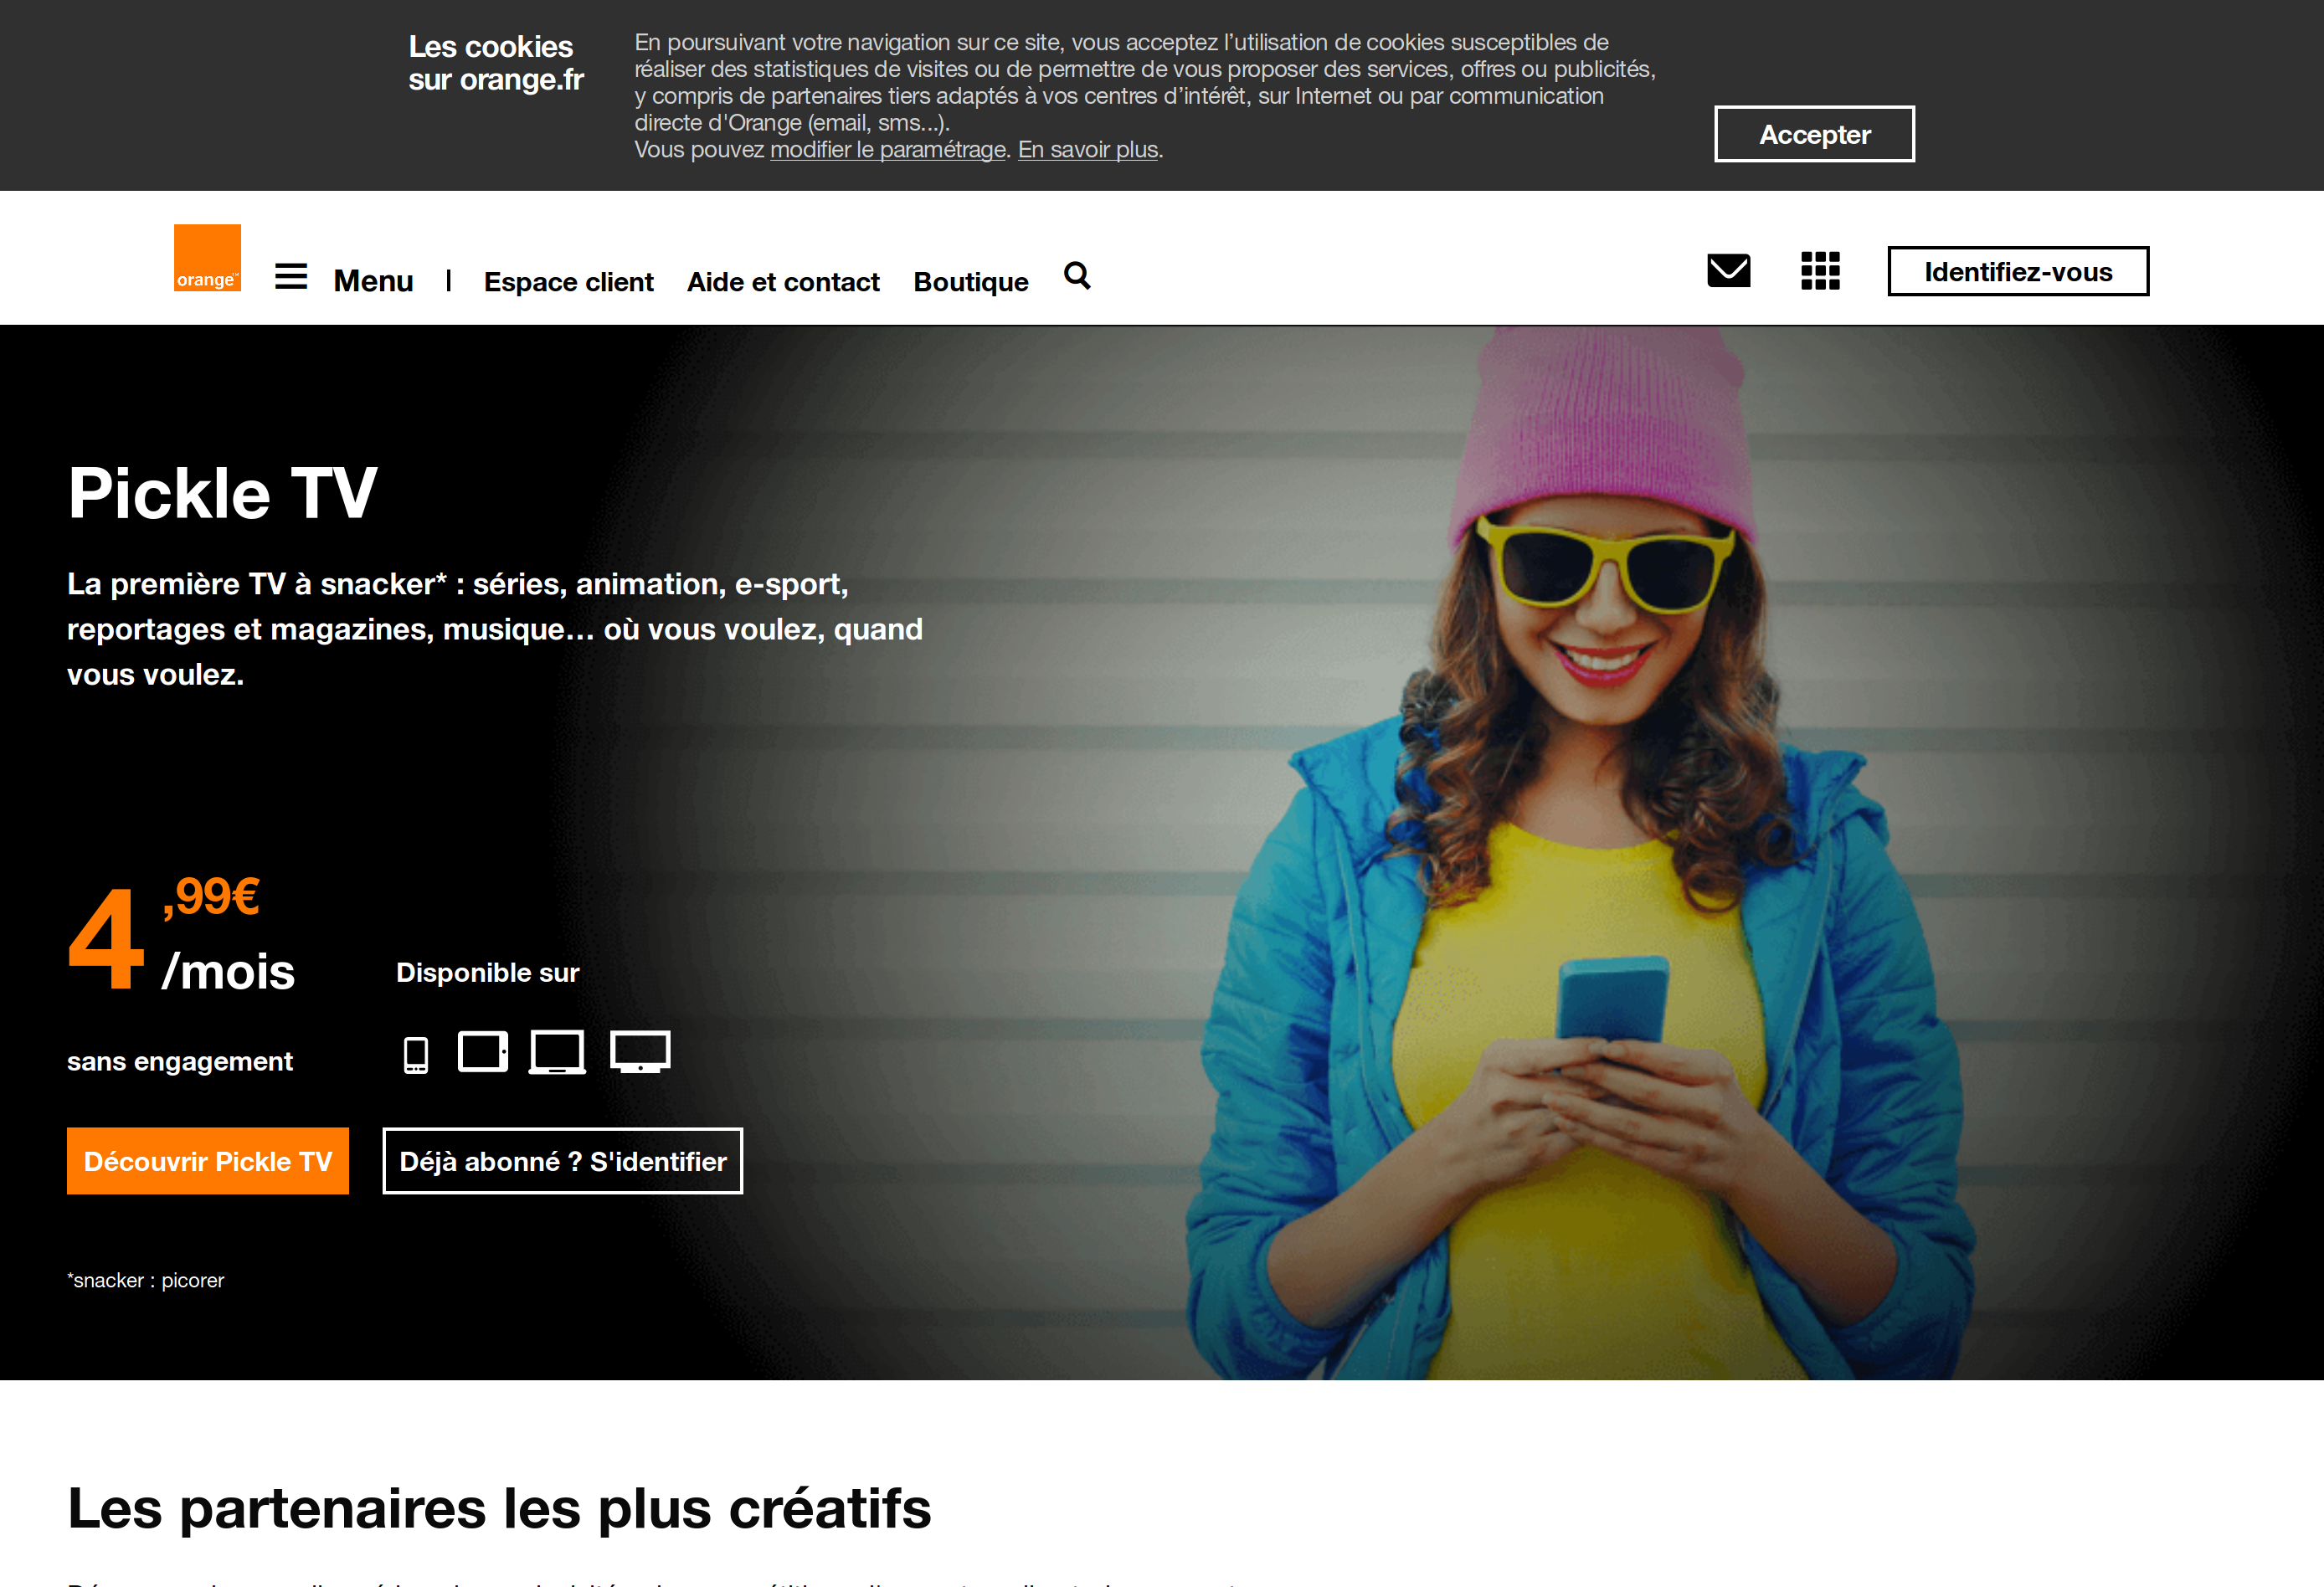 Les cookies
sur orange.fr
En poursuivant votre navigation sur ce site, vous acceptez l’utilisation de cookies susceptibles de
réaliser des statistiques de visites ou de permettre de vous proposer des services, offres ou publicités,
y compris de partenaires tiers adaptés à vos centres d’intérêt, sur Internet ou par communication
directe d'Orange (email, sms...).
Vous pouvez modifier le paramétrage. En savoir plus.
Accepter
orange™
Menu
Espace client
Aide et contact
Boutique
Identifiez-vous
Pickle TV
La première TV à snacker* : séries, animation, e-sport,
reportages et magazines, musique… où vous voulez, quand
vous voulez.
4,99€
/mois
Disponible sur
sans engagement
Découvrir Pickle TV
Déjà abonné ? S'identifier
*snacker : picorer
Les partenaires les plus créatifs